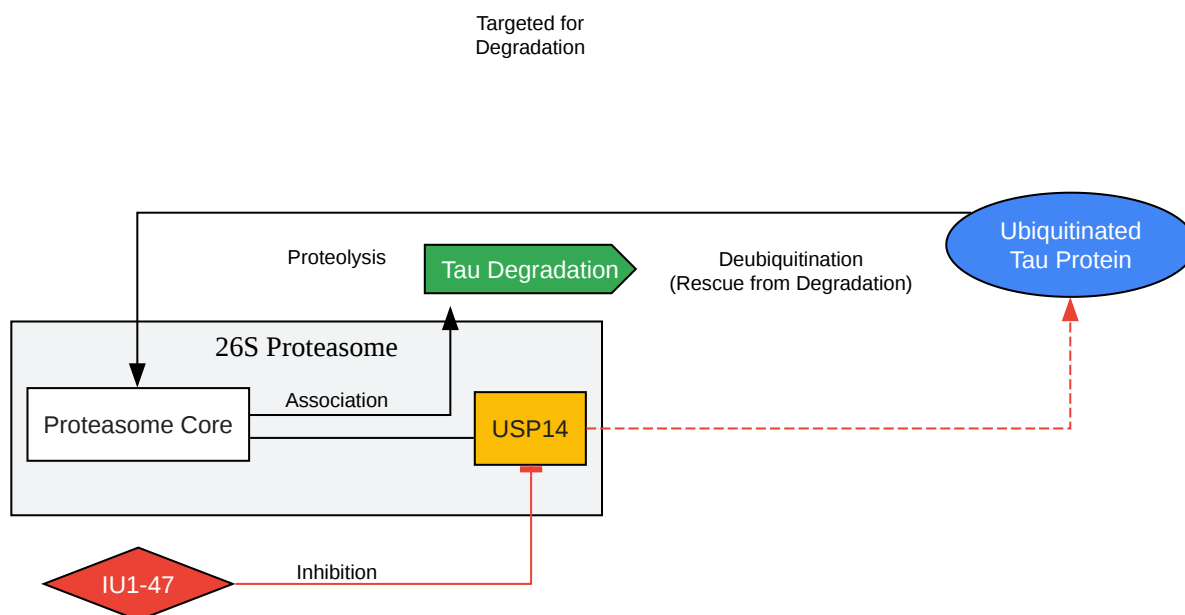 Targeted for
Degradation
Ubiquitinated
Tau Protein
Proteolysis
Tau Degradation
Deubiquitination
(Rescue from Degradation)
26S Proteasome
Association
Proteasome Core
USP14
Inhibition
IU1-47